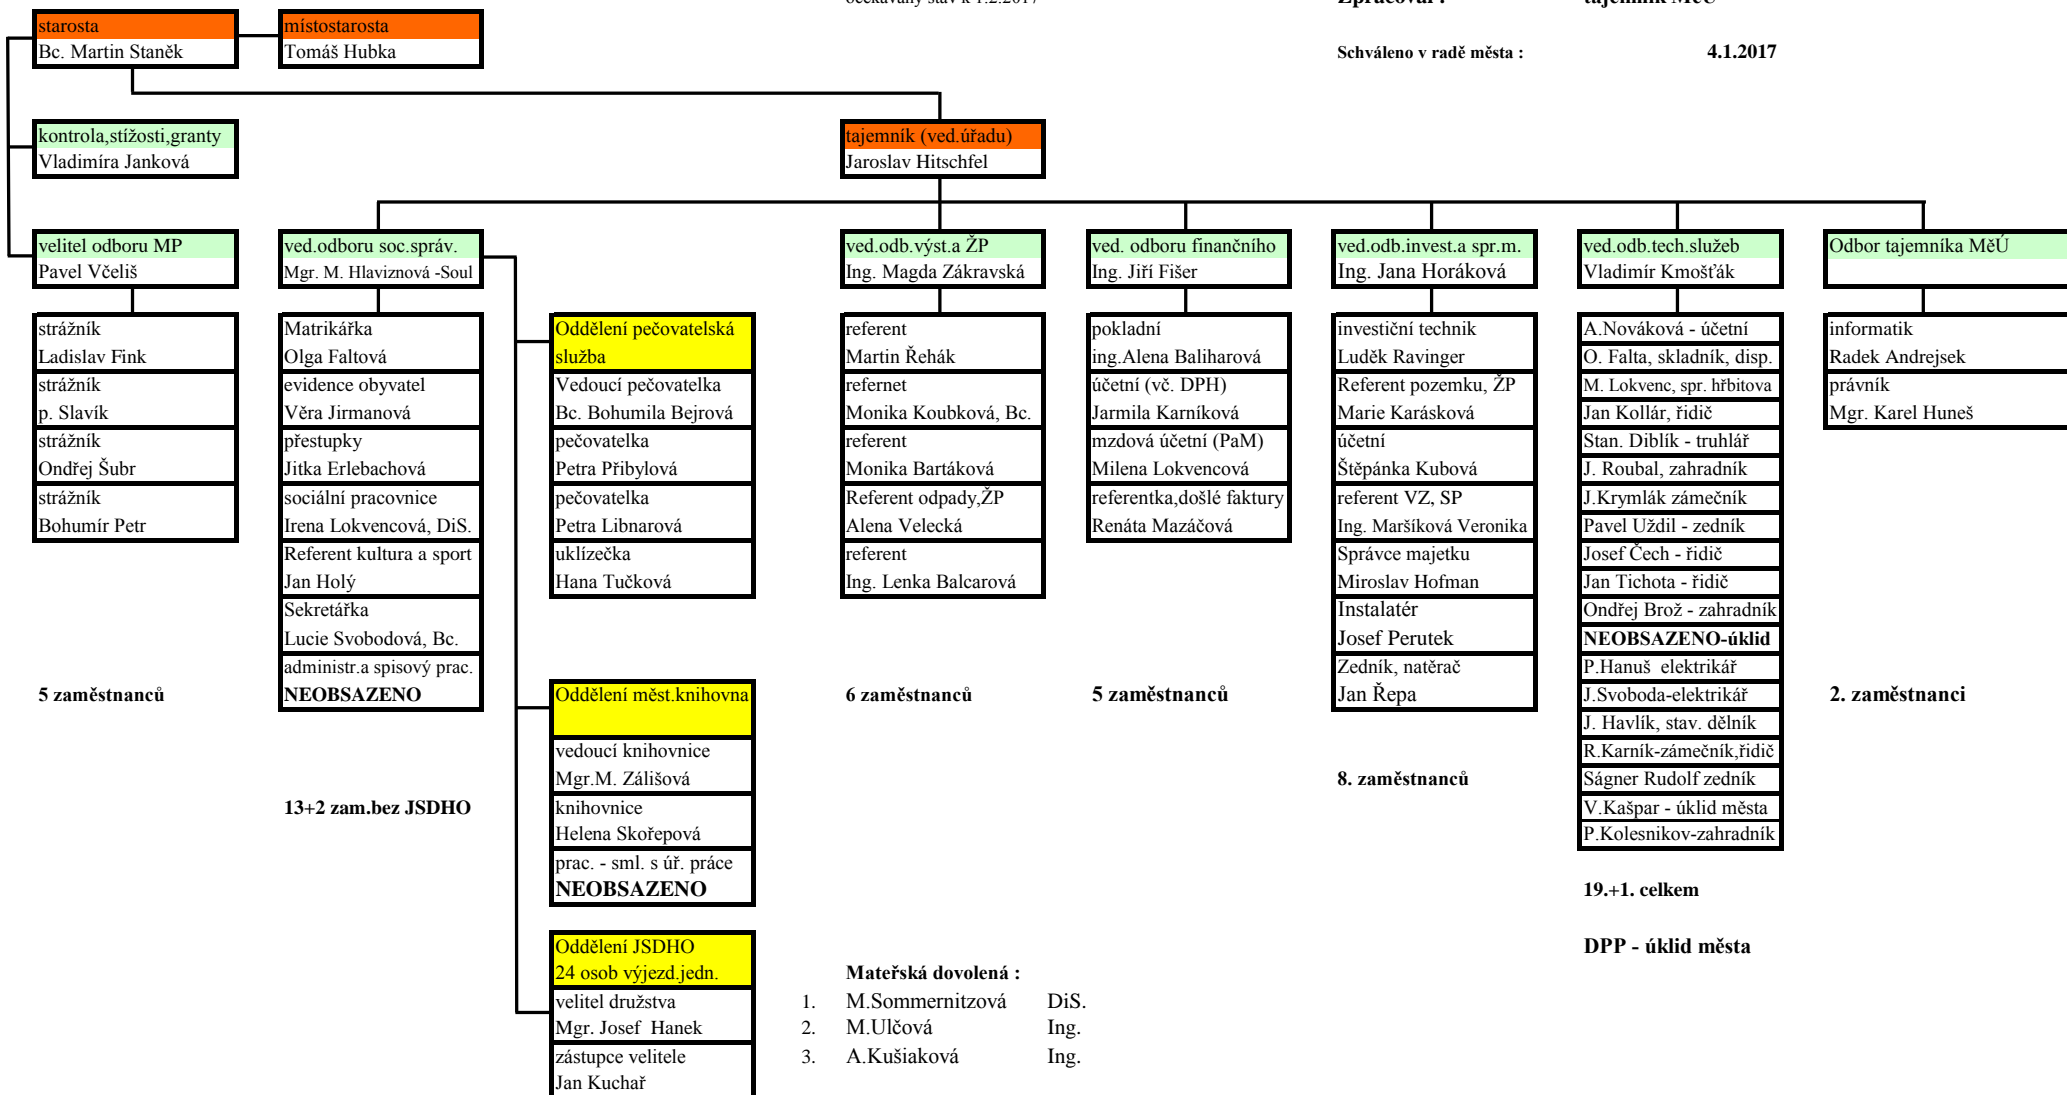 očekávaný stav k 1.2.2017
Zpracoval : tajemník MěÚ
starosta
Bc. Martin Staněk
místostarosta
Tomáš Hubka
Schváleno v radě města : 4.1.2017
kontrola,stížosti,granty
Vladimíra Janková
tajemník (ved.úřadu)
Jaroslav Hitschfel
velitel odboru MP
Pavel Včeliš
strážník
Ladislav Fink
strážník
p. Slavík
strážník
Ondřej Šubr
strážník
Bohumír Petr
5 zaměstnanců
ved.odboru soc.správ.
Mgr. M. Hlaviznová -Soul
Matrikářka
Olga Faltová
evidence obyvatel
Věra Jirmanová
přestupky
Jitka Erlebachová
sociální pracovnice
Irena Lokvencová, DiS.
Referent kultura a sport
Jan Holý
Sekretářka
Lucie Svobodová, Bc.
administr.a spisový prac.
NEOBSAZENO
13+2 zam.bez JSDHO
Oddělení pečovatelská
služba
Vedoucí pečovatelka
Bc. Bohumila Bejrová
pečovatelka
Petra Přibylová
pečovatelka
Petra Libnarová
uklízečka
Hana Tučková
Oddělení měst.knihovna
vedoucí knihovnice
Mgr.M. Zálišová
knihovnice
Helena Skořepová
prac. - sml. s úř. práce
NEOBSAZENO
Oddělení JSDHO
24 osob výjezd.jedn.
velitel družstva
Mgr. Josef  Hanek
zástupce velitele
Jan Kuchař
ved.odb.výst.a ŽP
Ing. Magda Zákravská
referent
Martin Řehák
refernet
Monika Koubková, Bc.
referent
Monika Bartáková
Referent odpady,ŽP
Alena Velecká
referent
Ing. Lenka Balcarová
6 zaměstnanců
Mateřská dovolená :
1. M.Sommernitzová DiS.
2. M.Ulčová Ing.
3. A.Kušiaková Ing.
ved. odboru finančního
Ing. Jiří Fišer
pokladní
ing.Alena Baliharová
účetní (vč. DPH)
Jarmila Karníková
mzdová účetní (PaM)
Milena Lokvencová
referentka,došlé faktury
Renáta Mazáčová
5 zaměstnanců
ved.odb.invest.a spr.m.
Ing. Jana Horáková
investiční technik
Luděk Ravinger
Referent pozemku, ŽP
Marie Karásková
účetní
Štěpánka Kubová
referent VZ, SP
Ing. Maršíková Veronika
Správce majetku
Miroslav Hofman
Instalatér
Josef Perutek
Zedník, natěrač
Jan Řepa
8. zaměstnanců
ved.odb.tech.služeb
Vladimír Kmošťák
A.Nováková - účetní
O. Falta, skladník, disp.
M. Lokvenc, spr. hřbitova
Jan Kollár, řidič
Stan. Diblík - truhlář
J. Roubal, zahradník
J.Krymlák zámečník
Pavel Uždil - zedník
Josef Čech - řidič
Jan Tichota - řidič
Ondřej Brož - zahradník
NEOBSAZENO-úklid
P.Hanuš  elektrikář
J.Svoboda-elektrikář
J. Havlík, stav. dělník
R.Karník-zámečník,řidič
Ságner Rudolf zedník
V.Kašpar - úklid města
P.Kolesnikov-zahradník
19.+1. celkem
DPP - úklid města
Odbor tajemníka MěÚ
informatik
Radek Andrejsek
právník
Mgr. Karel Huneš
2. zaměstnanci